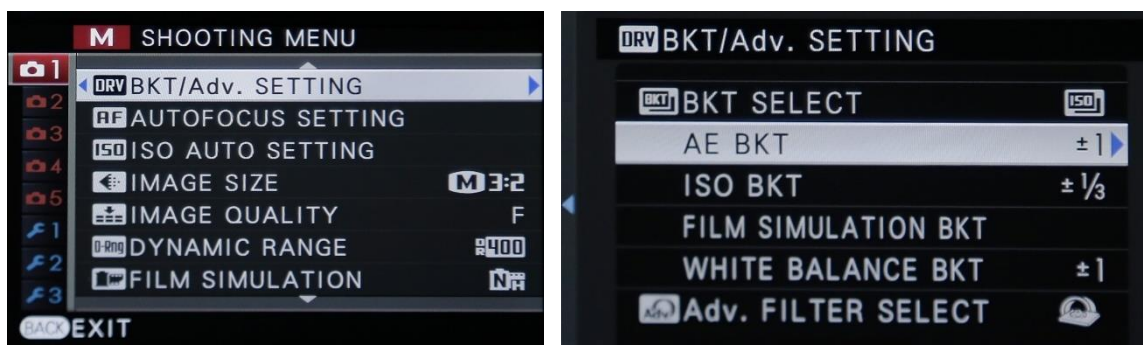 M SHOOTING MENU
1
DRV BKT/Adv. SETTING
2
AF AUTOFOCUS SETTING
3
ISO ISO AUTO SETTING
4
IMAGE SIZE M 3:2
5
IMAGE QUALITY F
1
D-Rng DYNAMIC RANGE DR400
2
FILM SIMULATION N H
3
BACK EXIT
DRV BKT/Adv. SETTING
BKT BKT SELECT ISO
AE BKT ±1
ISO BKT ±1/3
FILM SIMULATION BKT
WHITE BALANCE BKT ±1
Adv. Adv. FILTER SELECT